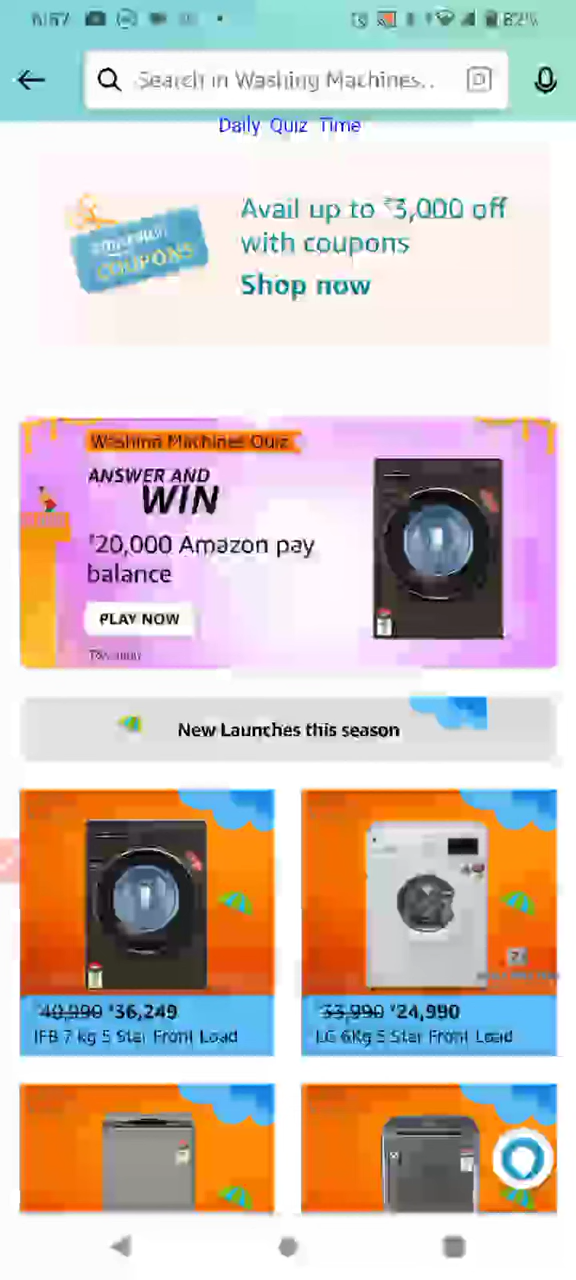 82%
Search in Washing Machines..
Daily Quiz Time
Avail up to ₹3,000 off
with coupons
COUPONS
Shop now
Washing Machines Quiz
ANSWER AND
WIN
₹20,000 Amazon pay
balance
PLAY NOW
New Launches this season
₹40,990 ₹36,249
IFB 7 kg 5 Star Front Load
₹33,990 ₹24,990
LG 6Kg 5 Star Front Load